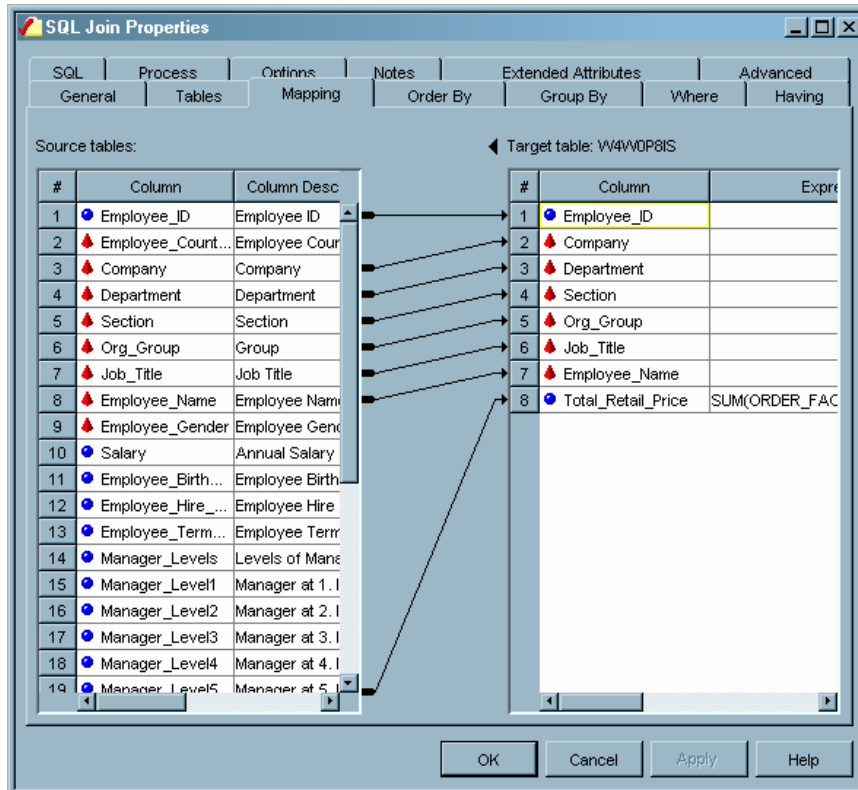 SQL Join Properties
SQL Process Options Notes Extended Attributes Advanced
General Tables Mapping Order By Group By Where Having
Source tables:
# Column Column Desc
1 Employee_ID Employee ID
2 Employee_Count... Employee Cour
3 Company Company
4 Department Department
5 Section Section
6 Org_Group Group
7 Job_Title Job Title
8 Employee_Name Employee Name
9 Employee_Gender Employee Gend
10 Salary Annual Salary
11 Employee_Birth... Employee Birth
12 Employee_Hire_... Employee Hire
13 Employee_Term... Employee Term
14 Manager_Levels Levels of Mana
15 Manager_Level1 Manager at 1. l
16 Manager_Level2 Manager at 2. l
17 Manager_Level3 Manager at 3. l
18 Manager_Level4 Manager at 4. l
19 Manager_Level5 Manager at 5. l
Target table: W4W0P8IS
# Column Expre
1 Employee_ID
2 Company
3 Department
4 Section
5 Org_Group
6 Job_Title
7 Employee_Name
8 Total_Retail_Price SUM(ORDER_FAC
OK Cancel Apply Help